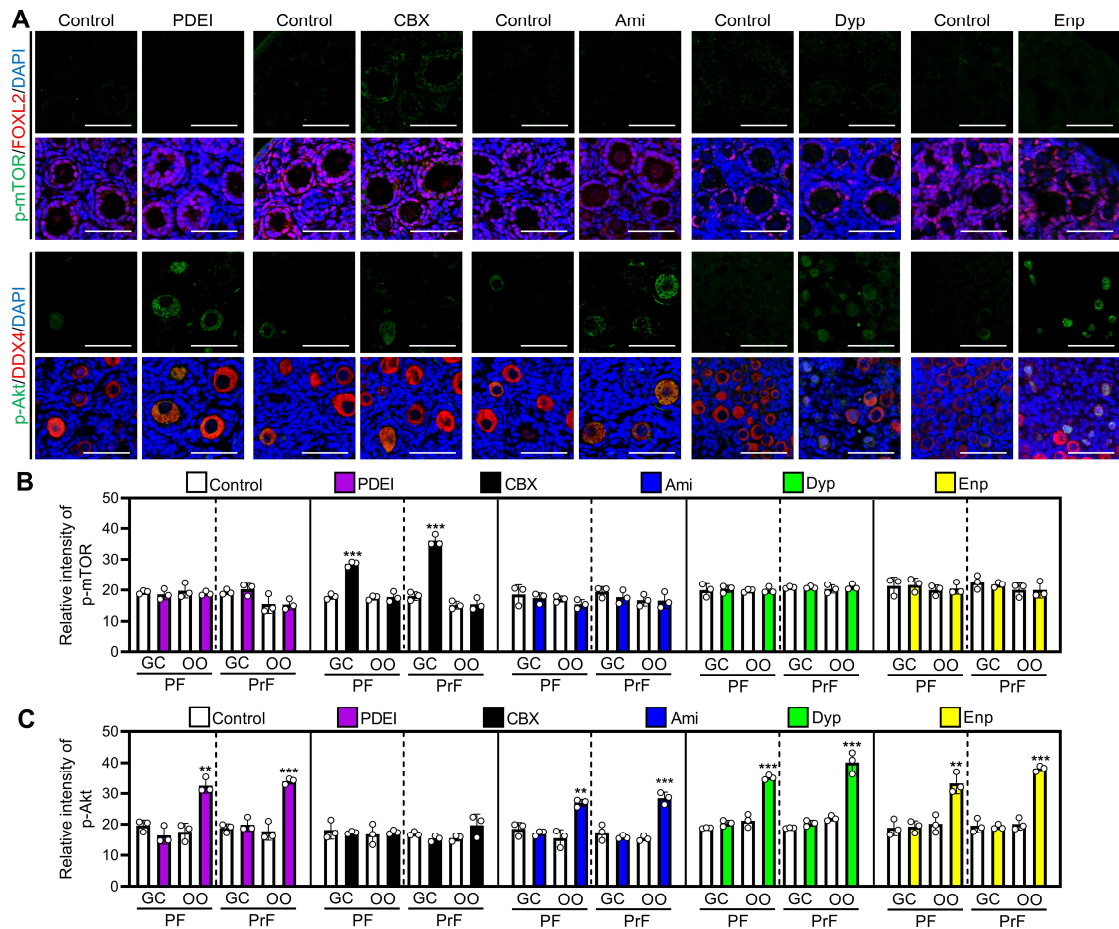 A
Control PDEI Control CBX Control Ami Control Dyp Control Enp
p-mTOR/FOXL2/DAPI
p-Akt/DDX4/DAPI
B
Control PDEI CBX Ami Dyp Enp
Relative intensity of
p-mTOR
50
40
30
20
10
0
*** ***
GC OO GC OO GC OO GC OO GC OO GC OO GC OO GC OO GC OO GC OO
PF PrF PF PrF PF PrF PF PrF PF PrF
C
Control PDEI CBX Ami Dyp Enp
Relative intensity of
p-Akt
50
40
30
20
10
0
** *** ** *** *** *** ** ***
GC OO GC OO GC OO GC OO GC OO GC OO GC OO GC OO GC OO GC OO
PF PrF PF PrF PF PrF PF PrF PF PrF